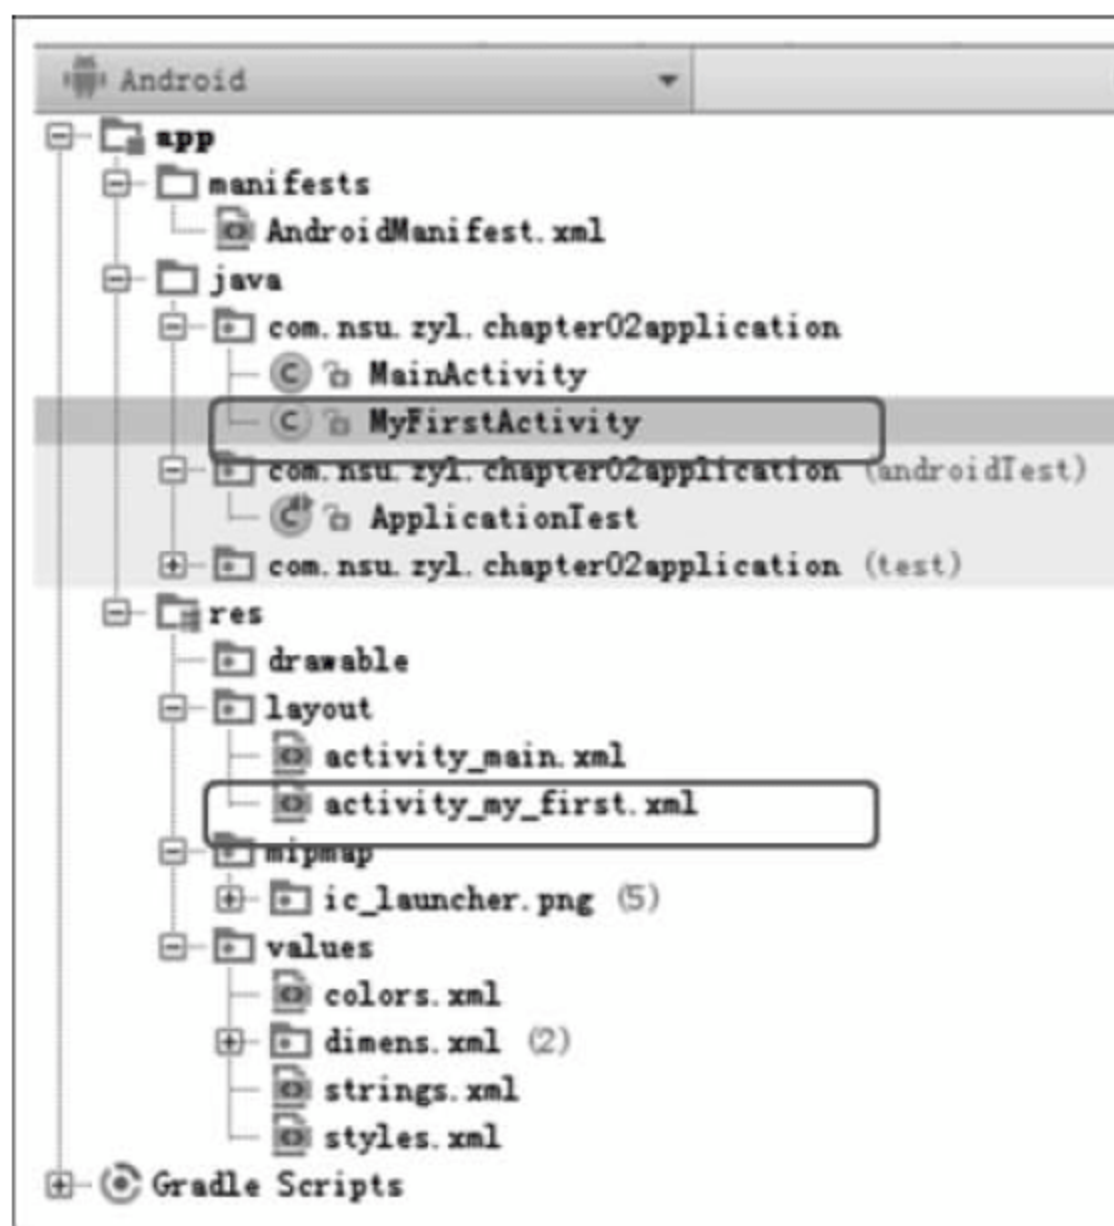 Android
app
manifests
AndroidManifest.xml
java
com.nsu.zyl.chapter02application
MainActivity
MyFirstActivity
com.nsu.zyl.chapter02application (androidTest)
ApplicationTest
com.nsu.zyl.chapter02application (test)
res
drawable
layout
activity_main.xml
activity_my_first.xml
mipmap
ic_launcher.png (5)
values
colors.xml
dimens.xml (2)
strings.xml
styles.xml
Gradle Scripts